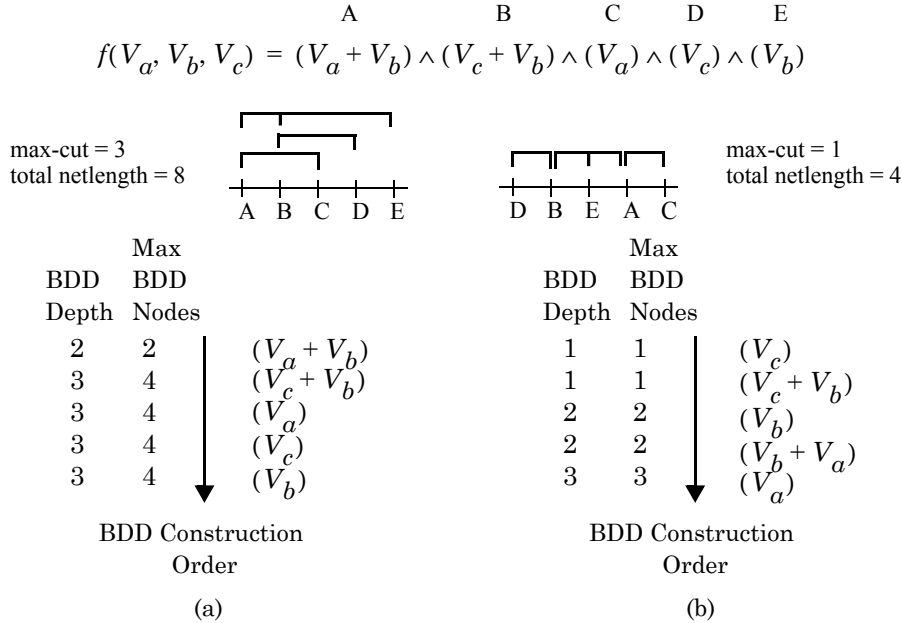 A B C D E
f(V_a, V_b, V_c) = (V_a + V_b) ∧ (V_c + V_b) ∧ (V_a) ∧ (V_c) ∧ (V_b)
max-cut = 3
total netlength = 8
A B C D E
max-cut = 1
total netlength = 4
D B E A C
Max
BDD BDD
Depth Nodes
2 2 (V_a + V_b)
3 4 (V_c + V_b)
3 4 (V_a)
3 4 (V_c)
3 4 (V_b)
BDD Construction
Order
(a)
Max
BDD BDD
Depth Nodes
1 1 (V_c)
1 1 (V_c + V_b)
2 2 (V_b)
2 2 (V_b + V_a)
3 3 (V_a)
BDD Construction
Order
(b)